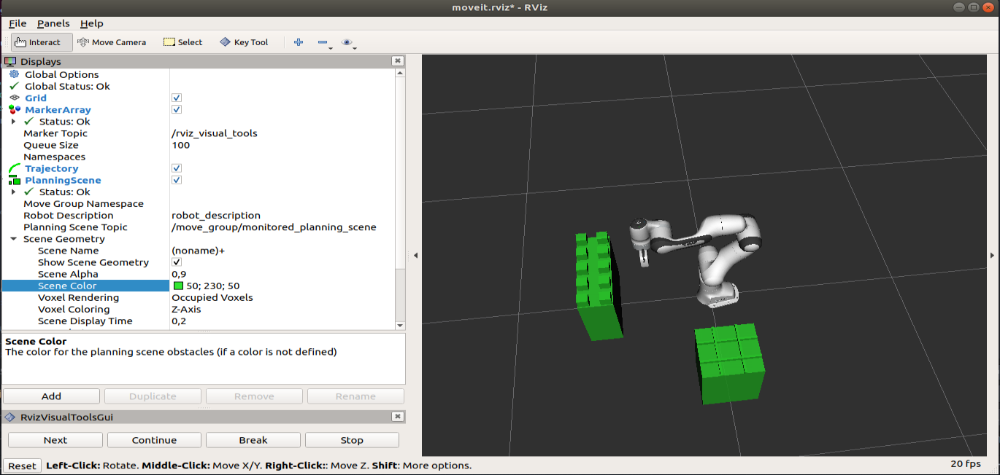 moveit.rviz* - RViz
File Panels Help
Interact Move Camera Select Key Tool
Displays
Global Options
Global Status: Ok
Grid
MarkerArray
Status: Ok
Marker Topic /rviz_visual_tools
Queue Size 100
Namespaces
Trajectory
PlanningScene
Status: Ok
Move Group Namespace
Robot Description robot_description
Planning Scene Topic /move_group/monitored_planning_scene
Scene Geometry
Scene Name (noname)+
Show Scene Geometry
Scene Alpha 0,9
Scene Color 50; 230; 50
Voxel Rendering Occupied Voxels
Voxel Coloring Z-Axis
Scene Display Time 0,2
Scene Color
The color for the planning scene obstacles (if a color is not defined)
Add Duplicate Remove Rename
RvizVisualToolsGui
Next Continue Break Stop
Reset Left-Click: Rotate. Middle-Click: Move X/Y. Right-Click:: Move Z. Shift: More options. 20 fps